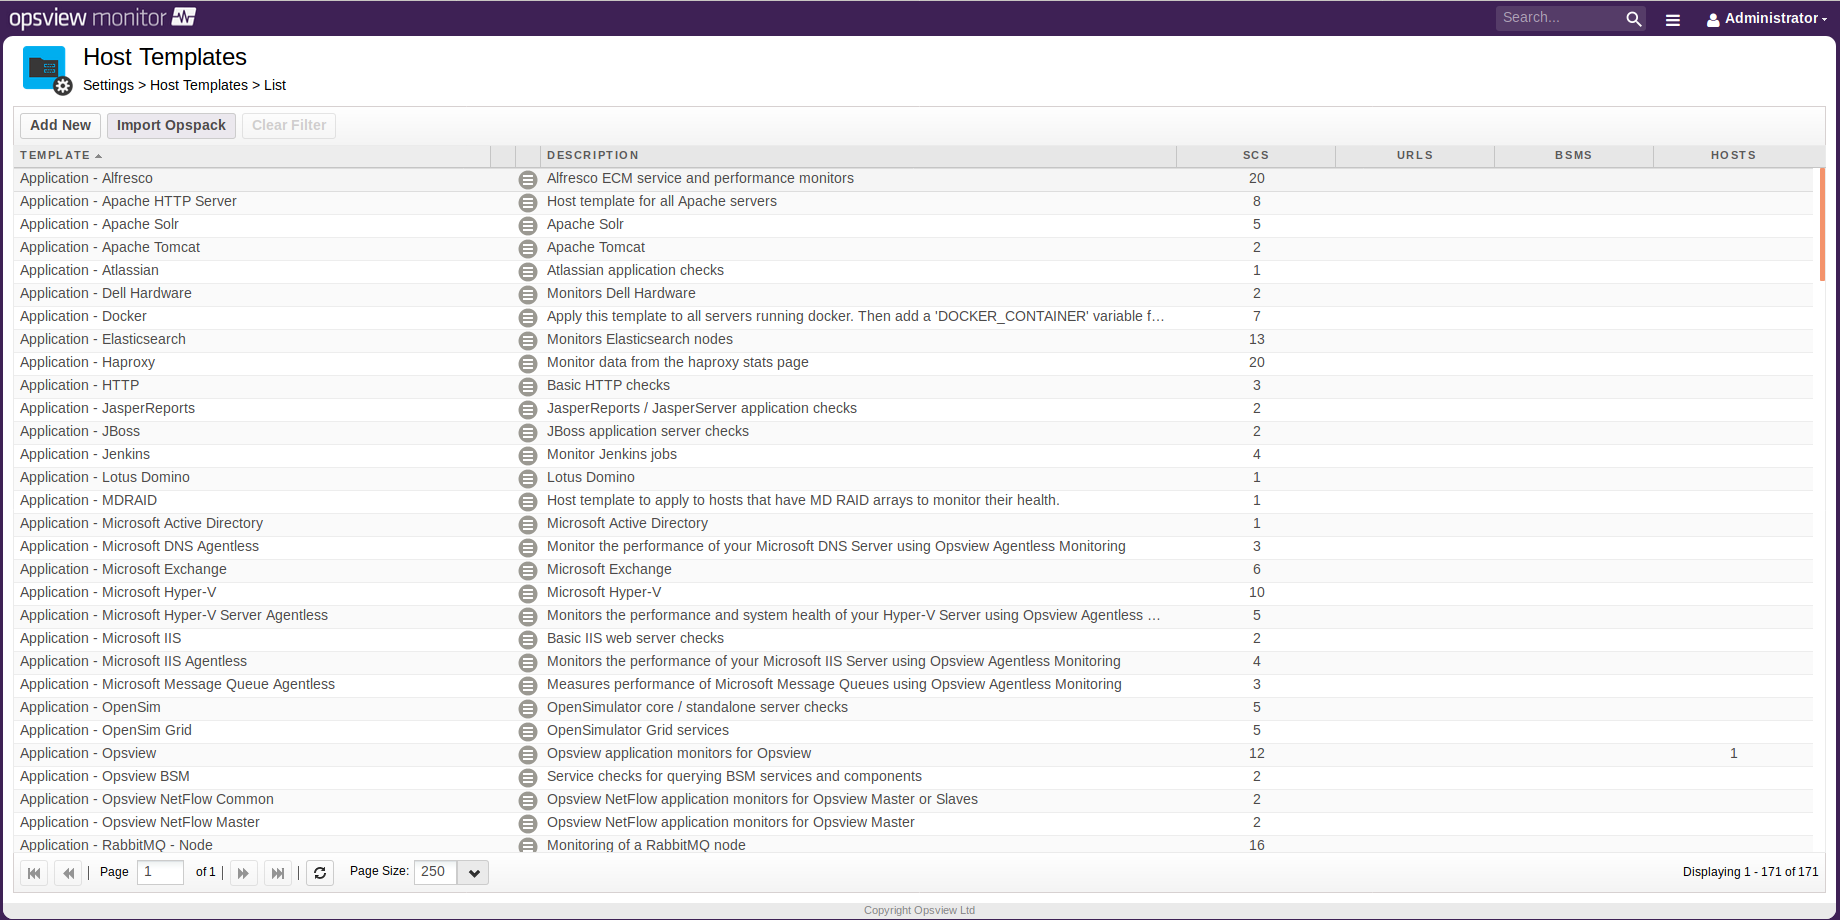 opsview monitor
Search...
Administrator
Host Templates
Settings > Host Templates > List
Add New Import Opspack Clear Filter
TEMPLATE DESCRIPTION SCS URLS BSMS HOSTS
Application - Alfresco Alfresco ECM service and performance monitors 20
Application - Apache HTTP Server Host template for all Apache servers 8
Application - Apache Solr Apache Solr 5
Application - Apache Tomcat Apache Tomcat 2
Application - Atlassian Atlassian application checks 1
Application - Dell Hardware Monitors Dell Hardware 2
Application - Docker Apply this template to all servers running docker. Then add a 'DOCKER_CONTAINER' variable f... 7
Application - Elasticsearch Monitors Elasticsearch nodes 13
Application - Haproxy Monitor data from the haproxy stats page 20
Application - HTTP Basic HTTP checks 3
Application - JasperReports JasperReports / JasperServer application checks 2
Application - JBoss JBoss application server checks 2
Application - Jenkins Monitor Jenkins jobs 4
Application - Lotus Domino Lotus Domino 1
Application - MDRAID Host template to apply to hosts that have MD RAID arrays to monitor their health. 1
Application - Microsoft Active Directory Microsoft Active Directory 1
Application - Microsoft DNS Agentless Monitor the performance of your Microsoft DNS Server using Opsview Agentless Monitoring 3
Application - Microsoft Exchange Microsoft Exchange 6
Application - Microsoft Hyper-V Microsoft Hyper-V 10
Application - Microsoft Hyper-V Server Agentless Monitors the performance and system health of your Hyper-V Server using Opsview Agentless ... 5
Application - Microsoft IIS Basic IIS web server checks 2
Application - Microsoft IIS Agentless Monitors the performance of your Microsoft IIS Server using Opsview Agentless Monitoring 4
Application - Microsoft Message Queue Agentless Measures performance of Microsoft Message Queues using Opsview Agentless Monitoring 3
Application - OpenSim OpenSimulator core / standalone server checks 5
Application - OpenSim Grid OpenSimulator Grid services 5
Application - Opsview Opsview application monitors for Opsview 12 1
Application - Opsview BSM Service checks for querying BSM services and components 2
Application - Opsview NetFlow Common Opsview NetFlow application monitors for Opsview Master or Slaves 2
Application - Opsview NetFlow Master Opsview NetFlow application monitors for Opsview Master 2
Application - RabbitMQ - Node Monitoring of a RabbitMQ node 16
| Page 1 of 1 | | Page Size: 250 Displaying 1 - 171 of 171
Copyright Opsview Ltd